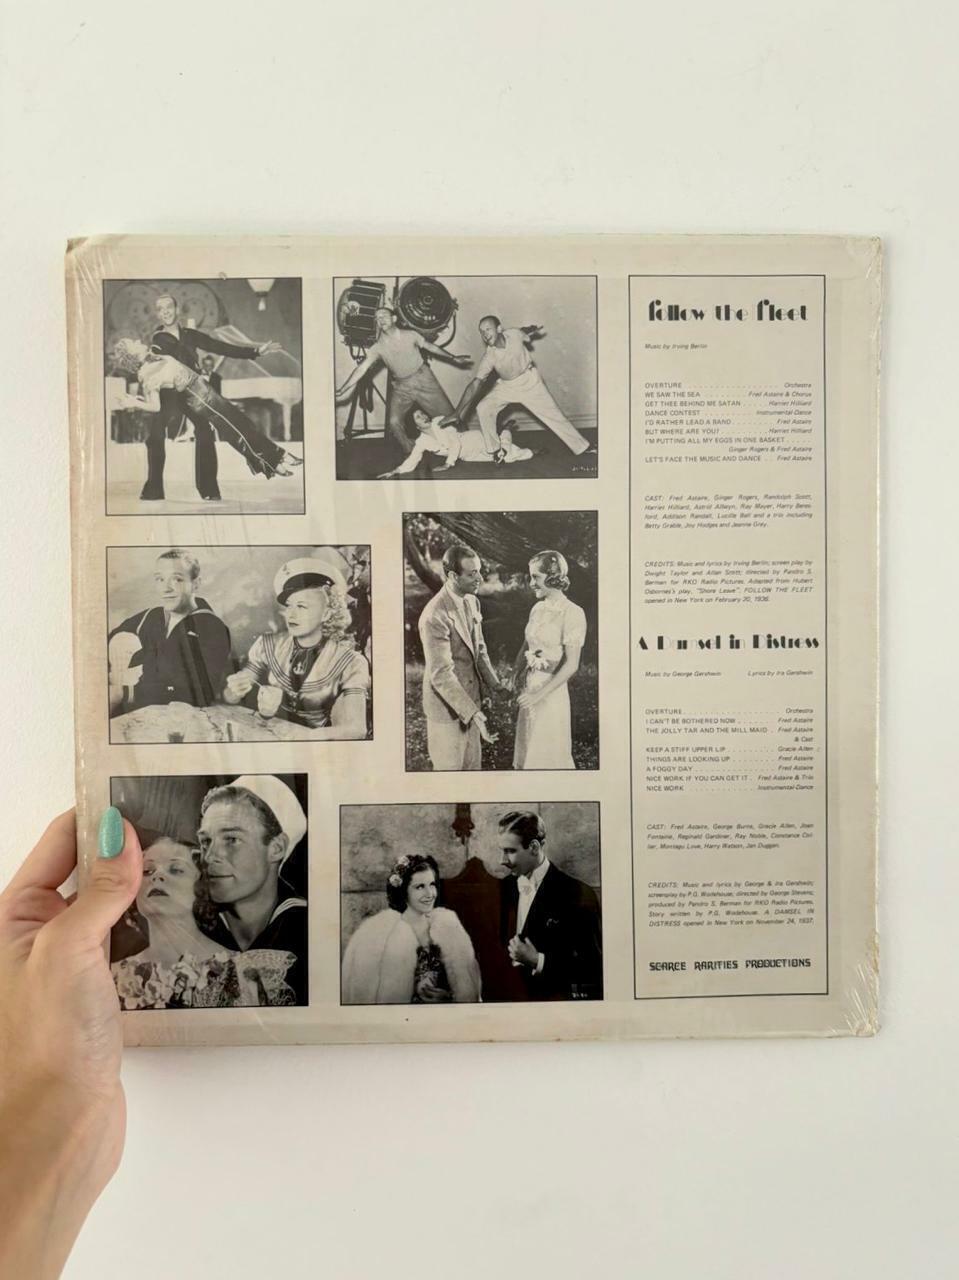 follow the fleet
Music by Irving Berlin
OVERTURE . . . . . . . . . . . . . . . . Orchestra
WE SAW THE SEA . . . . . . . . Fred Astaire & Chorus
GET THEE BEHIND ME SATAN . . . . . Harriet Hilliard
DANCE CONTEST . . . . . . . . . Instrumental-Dance
I'D RATHER LEAD A BAND . . . . . . . . Fred Astaire
BUT WHERE ARE YOU? . . . . . . . . . Harriet Hilliard
I'M PUTTING ALL MY EGGS IN ONE BASKET . . . . .
Ginger Rogers & Fred Astaire
LET'S FACE THE MUSIC AND DANCE . . Fred Astaire
CAST: Fred Astaire, Ginger Rogers, Randolph Scott,
Harriet Hilliard, Astrid Allwyn, Ray Mayer, Harry Beres-
ford, Addison Randall, Lucille Ball and a trio including
Betty Grable, Joy Hodges and Jeanne Grey.
CREDITS: Music and lyrics by Irving Berlin; screen play by
Dwight Taylor and Allan Scott; directed by Pandro S.
Berman for RKO Radio Pictures. Adapted from Hubert
Osbornes's play, "Shore Leave". FOLLOW THE FLEET
opened in New York on February 20, 1936.
A Damsel in Distress
Music by George Gershwin Lyrics by Ira Gershwin
OVERTURE . . . . . . . . . . . . . . . . Orchestra
I CAN'T BE BOTHERED NOW . . . . . . . Fred Astaire
THE JOLLY TAR AND THE MILL MAID . Fred Astaire
& Cast
KEEP A STIFF UPPER LIP . . . . . . . . . Gracie Allen
THINGS ARE LOOKING UP . . . . . . . . Fred Astaire
A FOGGY DAY . . . . . . . . . . . . . . Fred Astaire
NICE WORK IF YOU CAN GET IT . Fred Astaire & Trio
NICE WORK . . . . . . . . . . . Instrumental-Dance
CAST: Fred Astaire, George Burns, Gracie Allen, Joan
Fontaine, Reginald Gardiner, Ray Noble, Constance Col-
lier, Montagu Love, Harry Watson, Jan Duggan.
CREDITS: Music and lyrics by George & Ira Gershwin;
screenplay by P.G. Wodehouse; directed by George Stevens;
produced by Pandro S. Berman for RKO Radio Pictures.
Story written by P.G. Wodehouse. A DAMSEL IN
DISTRESS opened in New York on November 24, 1937.
SCARCE RARITIES PRODUCTIONS